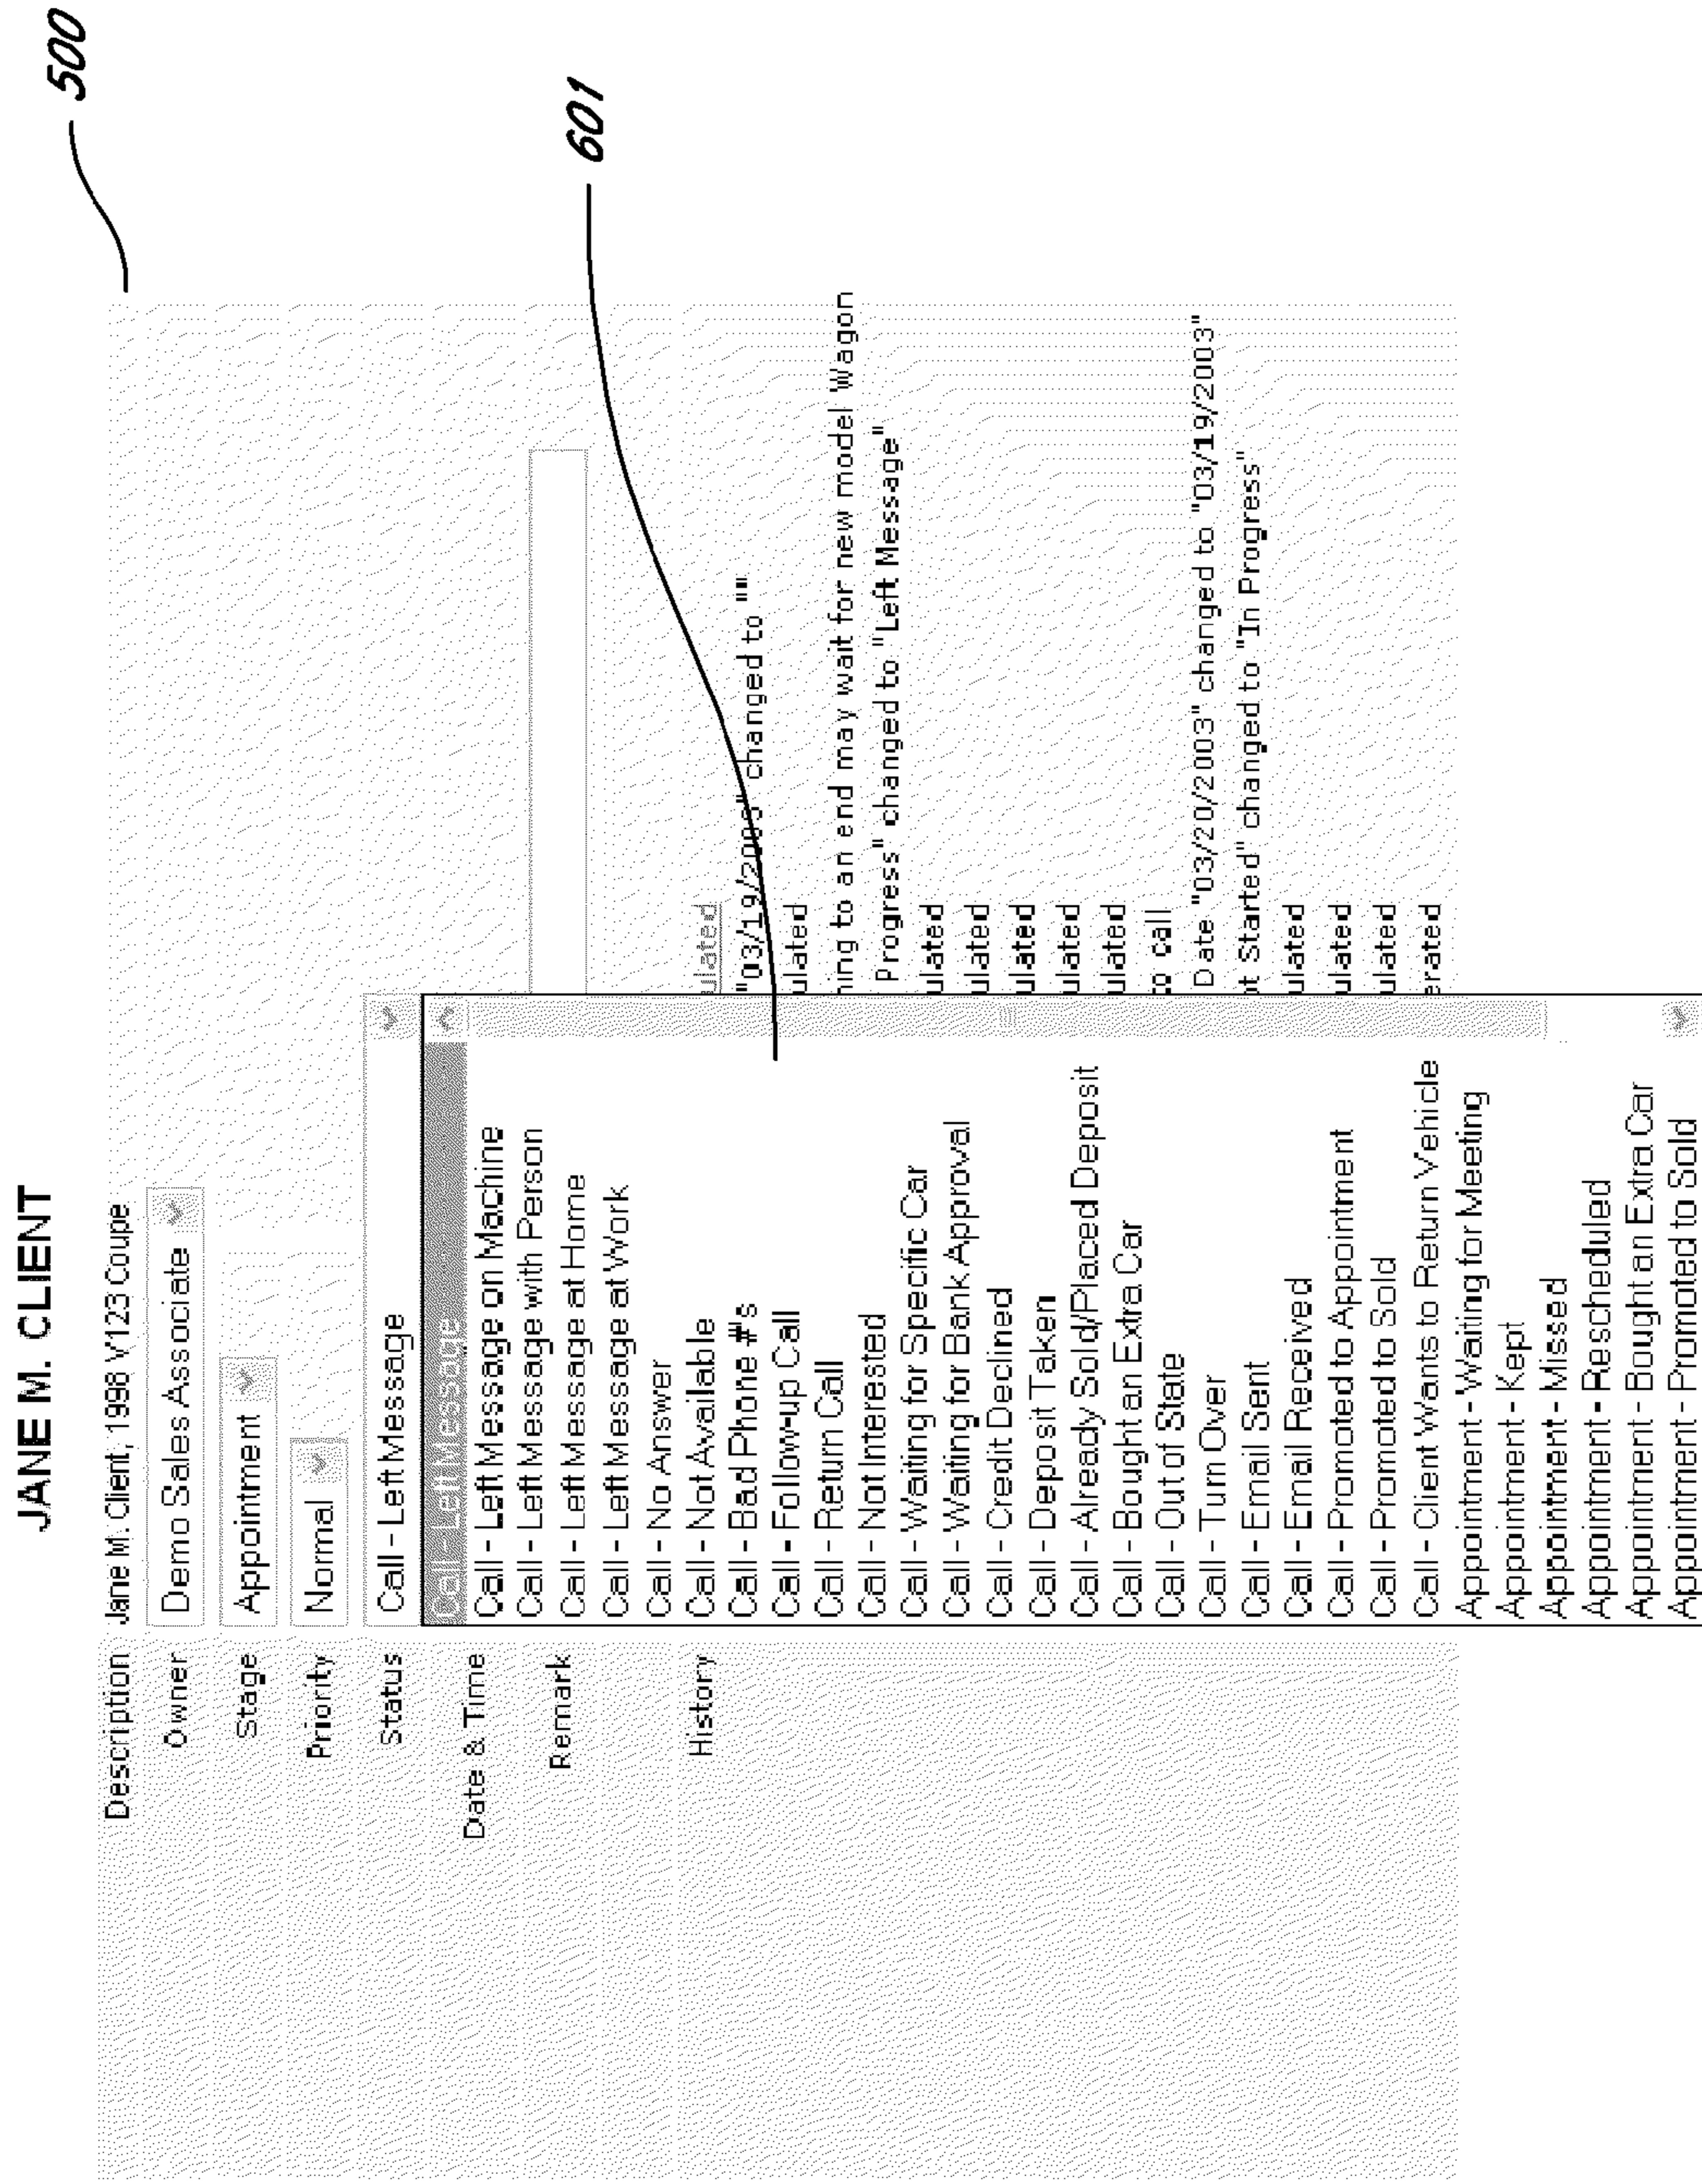 JANE M. CLIENT
500
Description Jane M. Client, 1998 V123 Coupe
Owner Demo Sales Associate
Stage Appointment
Priority Normal
Status Call - Left Message
Date & Time
Remark
History
601
Call - Left Message
Call - Left Message on Machine
Call - Left Message with Person
Call - Left Message at Home
Call - Left Message at Work
Call - No Answer
Call - Not Available
Call - Bad Phone #'s
Call - Follow-up Call
Call - Return Call
Call - Not Interested
Call - Waiting for Specific Car
Call - Waiting for Bank Approval
Call - Credit Declined
Call - Deposit Taken
Call - Already Sold/Placed Deposit
Call - Bought an Extra Car
Call - Out of State
Call - Turn Over
Call - Email Sent
Call - Email Received
Call - Promoted to Appointment
Call - Promoted to Sold
Call - Client Wants to Return Vehicle
Appointment - Waiting for Meeting
Appointment - Kept
Appointment - Missed
Appointment - Rescheduled
Appointment - Bought an Extra Car
Appointment - Promoted to Sold
ulated
"03/19/2003" changed to ""
ulated
ing to an end may wait for new model Wagon
Progress" changed to "Left Message"
ulated
ulated
ulated
ulated
ulated
to call
Date "03/20/2003" changed to "03/19/2003"
t Started" changed to "In Progress"
ulated
ulated
ulated
erated